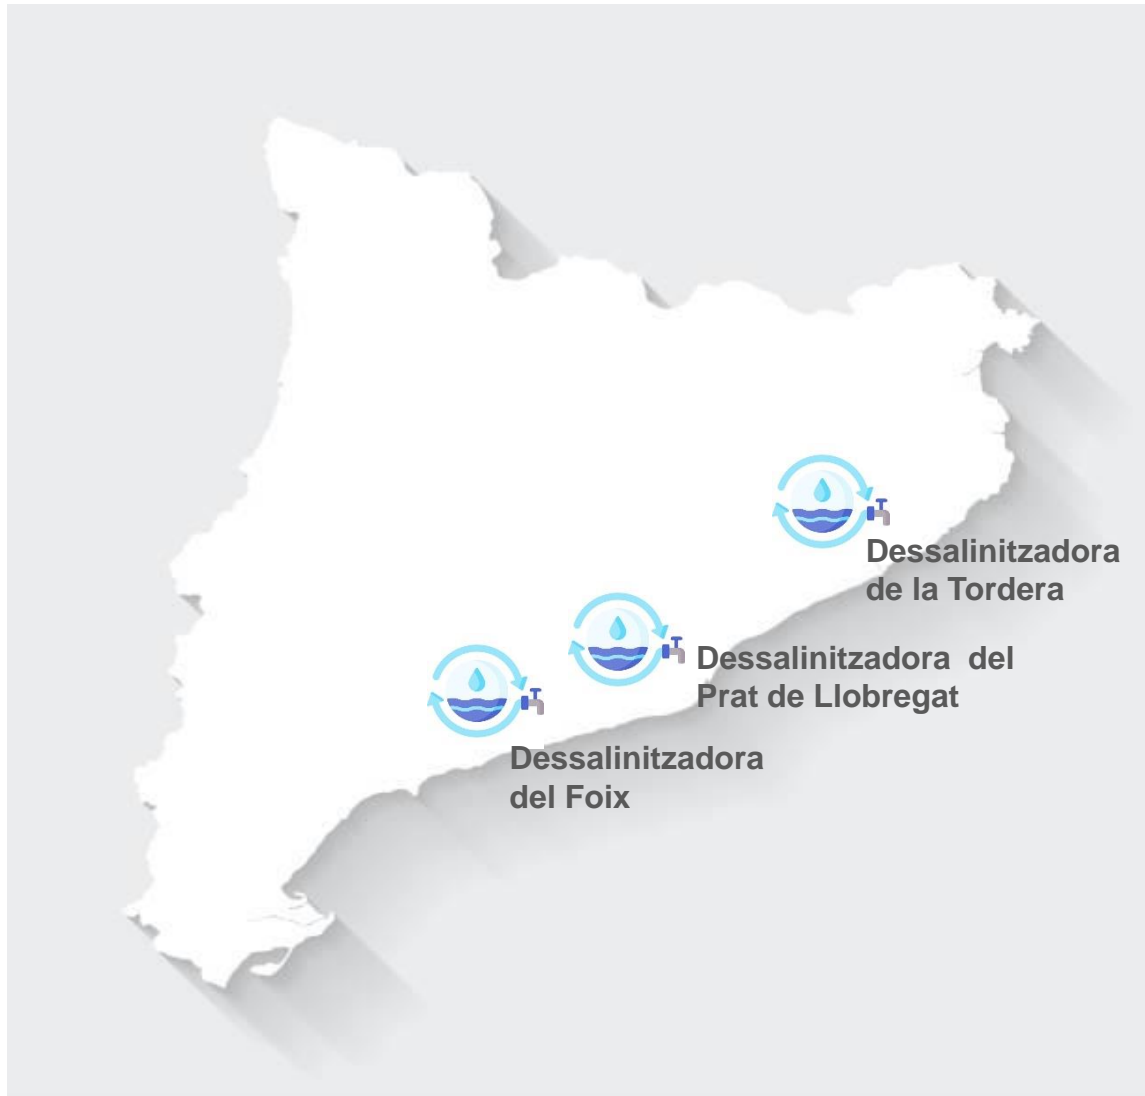 Dessalinitzadora
de la Tordera
Dessalinitzadora  del
Prat de Llobregat
Dessalinitzadora
del Foix